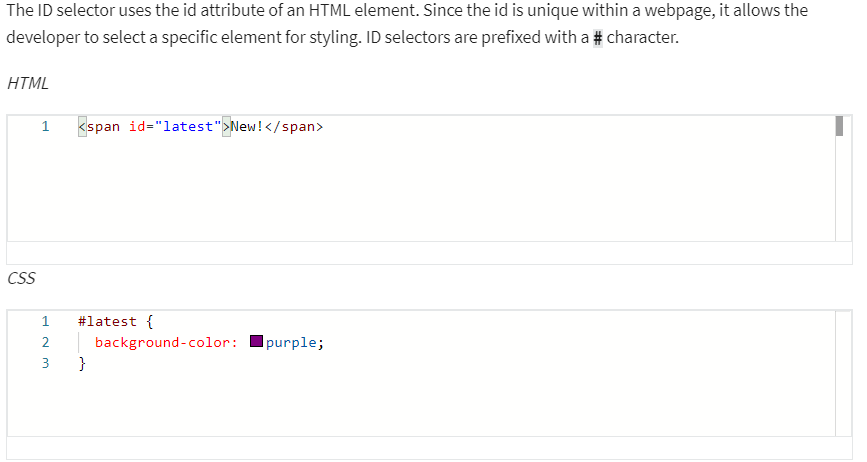 The ID selector uses the id attribute of an HTML element. Since the id is unique within a webpage, it allows the
developer to select a specific element for styling. ID selectors are prefixed with a # character.
HTML
1 <span id="latest">New!</span>
CSS
1 #latest {
2 background-color: purple;
3 }